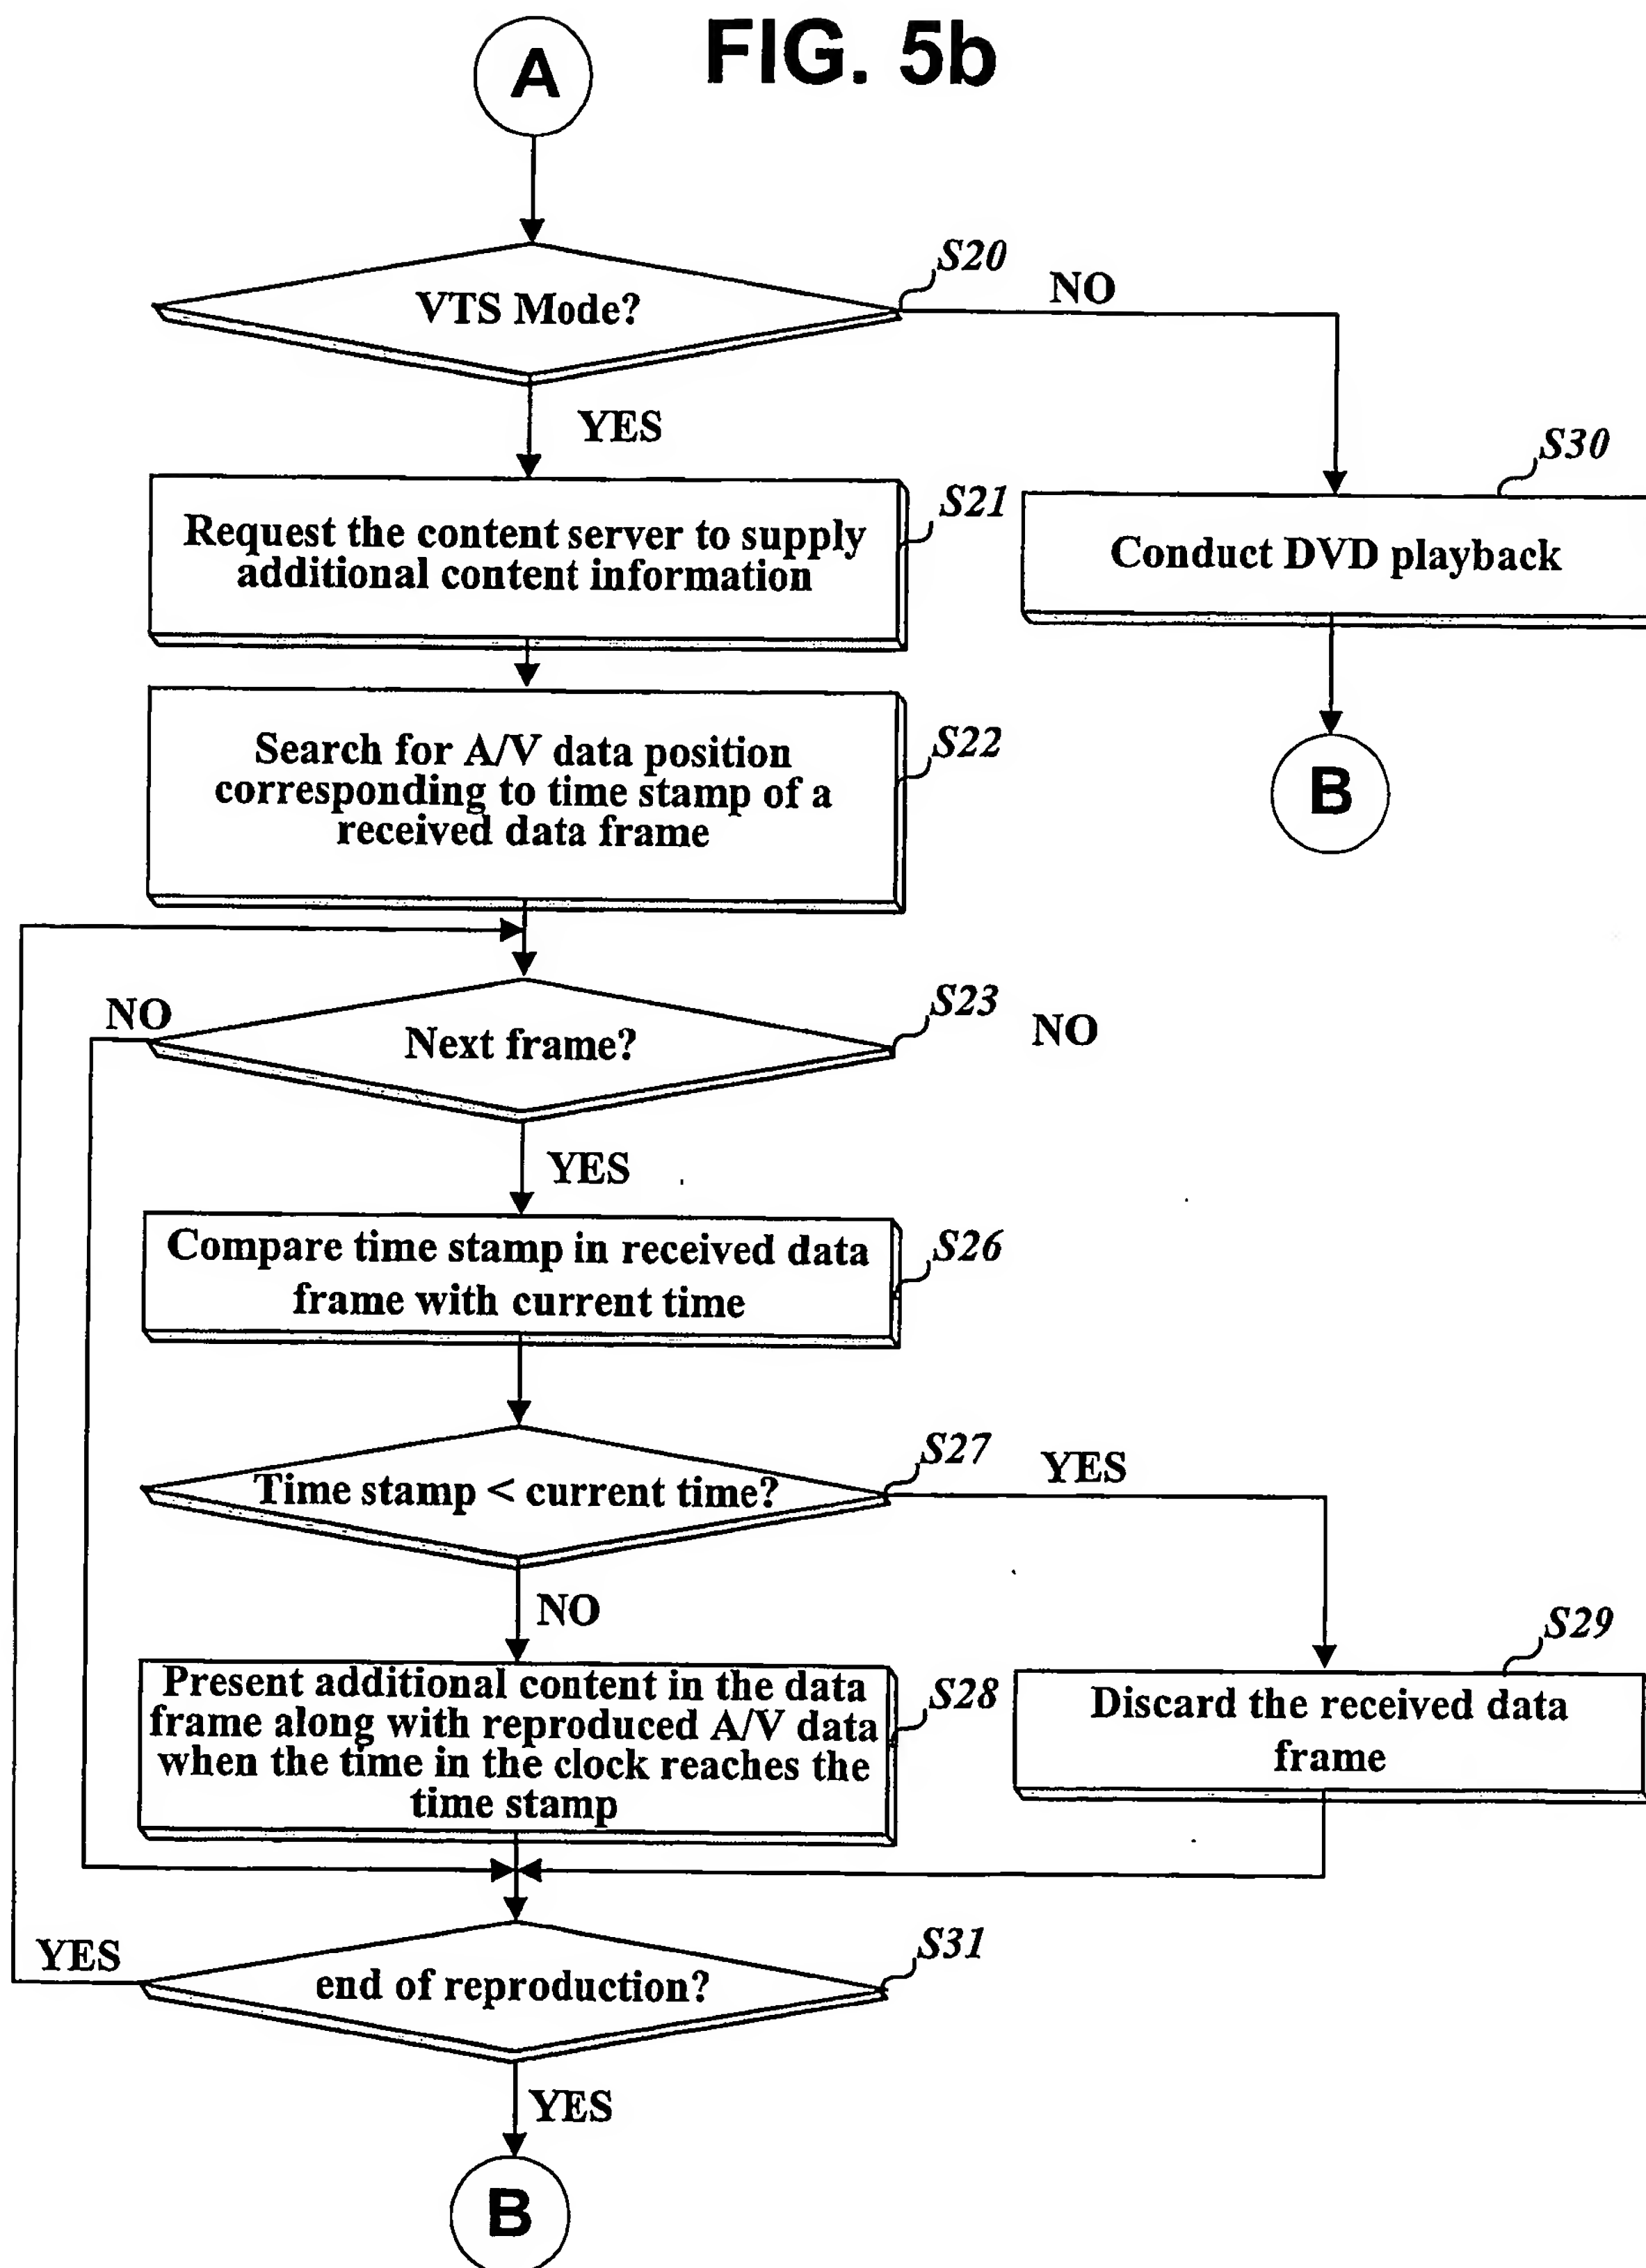 FIG. 5b
A
S20
VTS Mode?
NO
YES
S30
S21
Request the content server to supply
additional content information
Conduct DVD playback
S22
Search for A/V data position
corresponding to time stamp of a
received data frame
B
S23
NO
Next frame?
NO
YES
S26
Compare time stamp in received data
frame with current time
S27
Time stamp < current time?
YES
NO
S29
S28
Present additional content in the data
frame along with reproduced A/V data
when the time in the clock reaches the
time stamp
Discard the received data
frame
S31
YES
end of reproduction?
YES
B